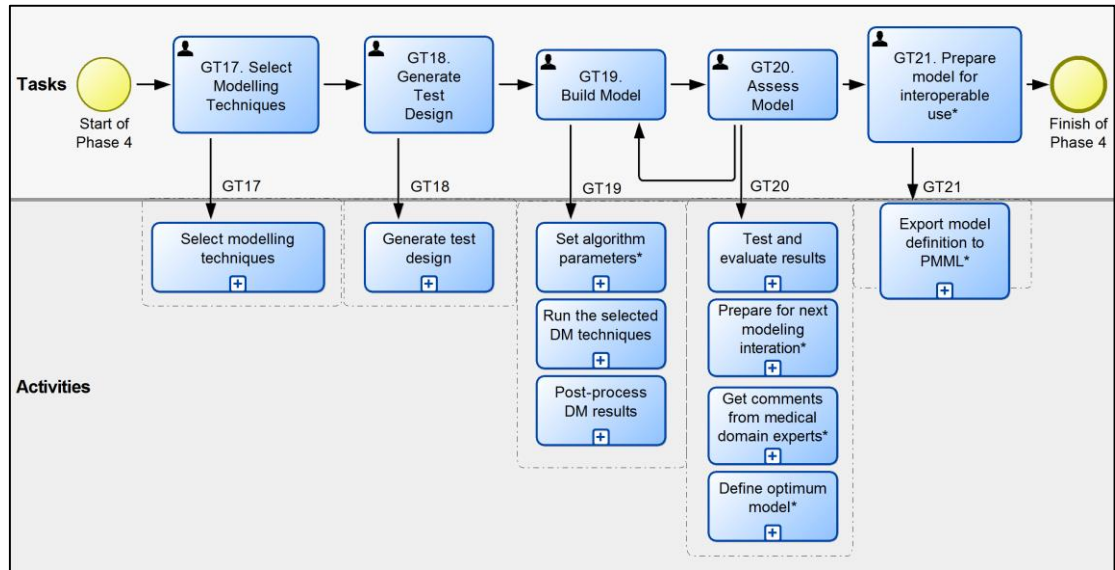 Tasks
Start of
Phase 4
GT17. Select
Modelling
Techniques
GT18.
Generate
Test
Design
GT19.
Build Model
GT20.
Assess
Model
GT21. Prepare
model for
interoperable
use*
Finish of
Phase 4
GT17
GT18
GT19
GT20
GT21
Activities
Select modelling
techniques
Generate test
design
Set algorithm
parameters*
Run the selected
DM techniques
Post-process
DM results
Test and
evaluate results
Prepare for next
modeling
interation*
Get comments
from medical
domain experts*
Define optimum
model*
Export model
definition to
PMML*